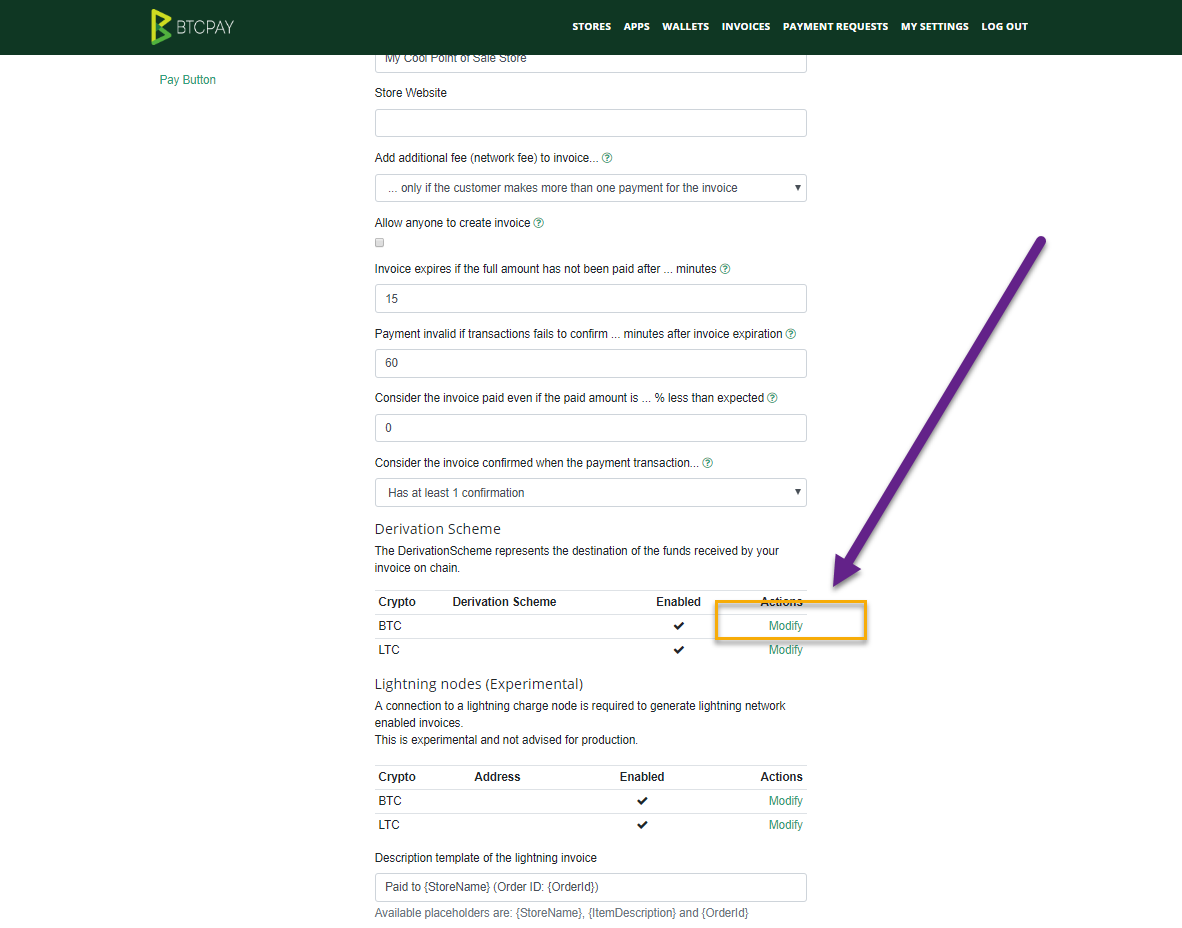 BTCPAY
STORES APPS WALLETS INVOICES PAYMENT REQUESTS MY SETTINGS LOG OUT
Pay Button
My Cool Point of Sale Store
Store Website
Add additional fee (network fee) to invoice...
... only if the customer makes more than one payment for the invoice
Allow anyone to create invoice
Invoice expires if the full amount has not been paid after ... minutes
15
Payment invalid if transactions fails to confirm ... minutes after invoice expiration
60
Consider the invoice paid even if the paid amount is ... % less than expected
0
Consider the invoice confirmed when the payment transaction...
Has at least 1 confirmation
Derivation Scheme
The DerivationScheme represents the destination of the funds received by your
invoice on chain.
Crypto Derivation Scheme Enabled Actions
BTC Modify
LTC Modify
Lightning nodes (Experimental)
A connection to a lightning charge node is required to generate lightning network
enabled invoices.
This is experimental and not advised for production.
Crypto Address Enabled Actions
BTC Modify
LTC Modify
Description template of the lightning invoice
Paid to {StoreName} (Order ID: {OrderId})
Available placeholders are: {StoreName}, {ItemDescription} and {OrderId}